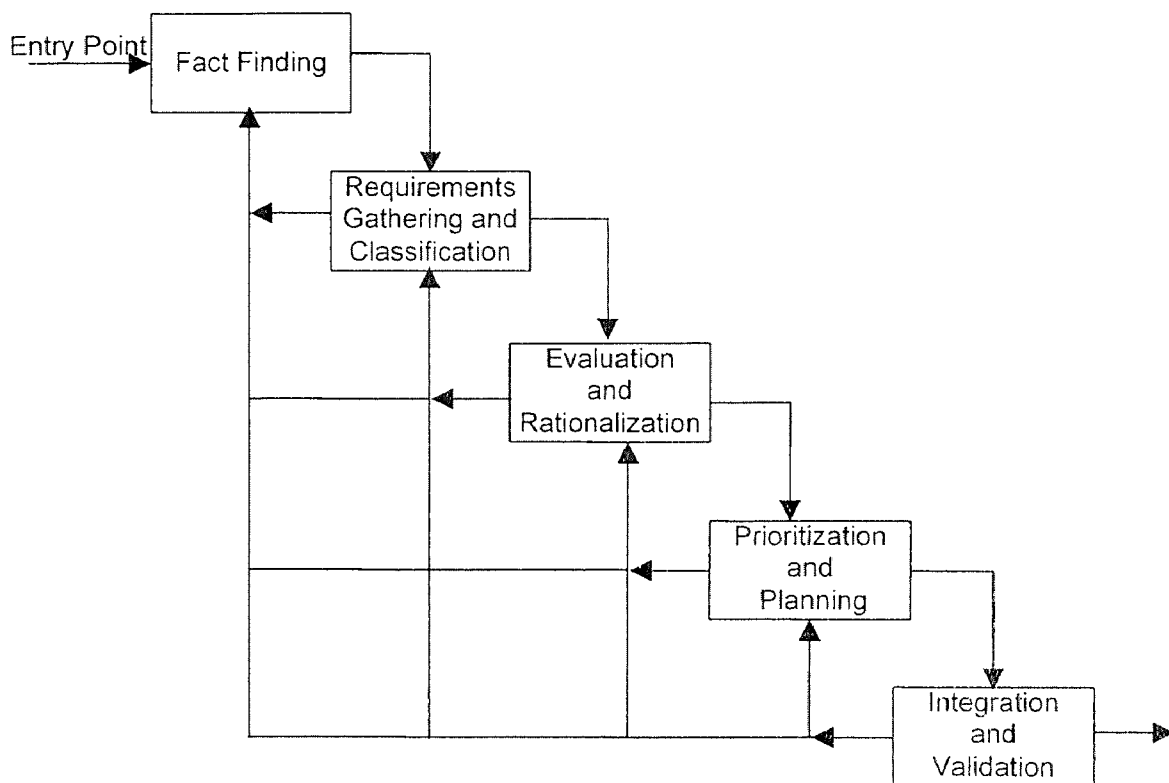 Entry Point
Fact Finding
Requirements
Gathering and
Classification
Evaluation
and
Rationalization
Prioritization
and
Planning
Integration
and
Validation